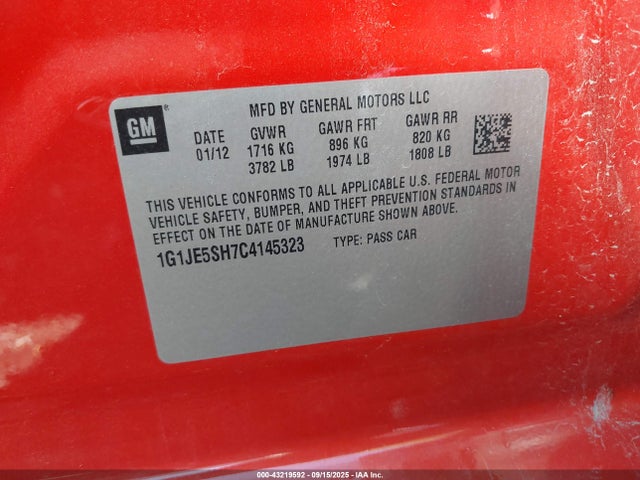 GM®
MFD BY GENERAL MOTORS LLC
DATE GVWR GAWR FRT GAWR RR
01/12 1716 KG 896 KG 820 KG
3782 LB 1974 LB 1808 LB
THIS VEHICLE CONFORMS TO ALL APPLICABLE U.S. FEDERAL MOTOR
VEHICLE SAFETY, BUMPER, AND THEFT PREVENTION STANDARDS IN
EFFECT ON THE DATE OF MANUFACTURE SHOWN ABOVE.
1G1JE5SH7C4145323 TYPE: PASS CAR
000-43219592 - 09/15/2025 - IAA Inc.